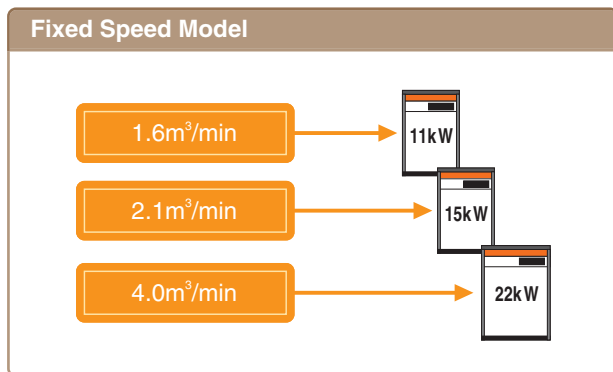 Fixed Speed Model
1.6m³/min
11kW
2.1m³/min
15kW
4.0m³/min
22kW